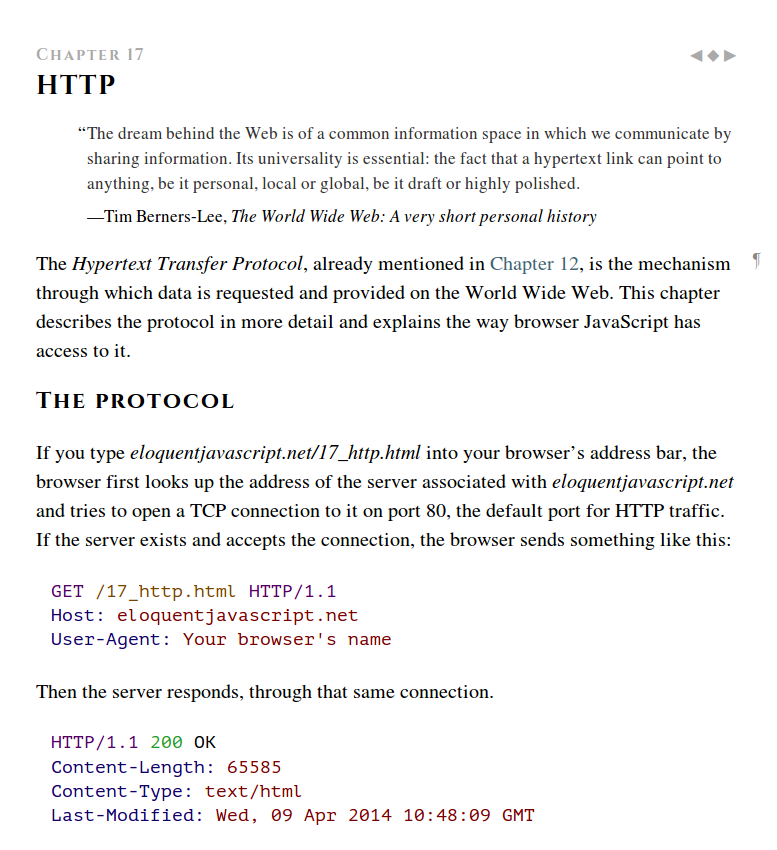 CHAPTER 17
◀ ◆ ▶
HTTP
“The dream behind the Web is of a common information space in which we communicate by
sharing information. Its universality is essential: the fact that a hypertext link can point to
anything, be it personal, local or global, be it draft or highly polished.
—Tim Berners-Lee, The World Wide Web: A very short personal history
The Hypertext Transfer Protocol, already mentioned in Chapter 12, is the mechanism ¶
through which data is requested and provided on the World Wide Web. This chapter
describes the protocol in more detail and explains the way browser JavaScript has
access to it.
THE PROTOCOL
If you type eloquentjavascript.net/17_http.html into your browser’s address bar, the
browser first looks up the address of the server associated with eloquentjavascript.net
and tries to open a TCP connection to it on port 80, the default port for HTTP traffic.
If the server exists and accepts the connection, the browser sends something like this:
GET /17_http.html HTTP/1.1
Host: eloquentjavascript.net
User-Agent: Your browser's name
Then the server responds, through that same connection.
HTTP/1.1 200 OK
Content-Length: 65585
Content-Type: text/html
Last-Modified: Wed, 09 Apr 2014 10:48:09 GMT